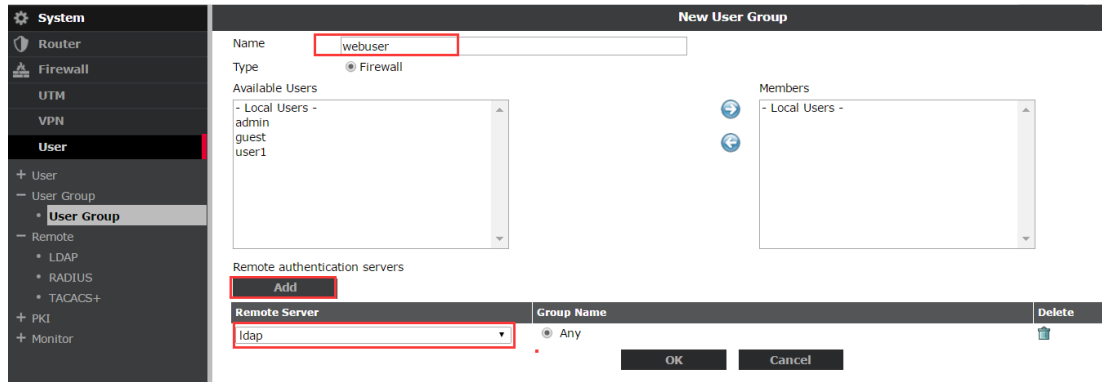 System
Router
Firewall
UTM
VPN
User
+ User
− User Group
• User Group
− Remote
• LDAP
• RADIUS
• TACACS+
+ PKI
+ Monitor
New User Group
Name webuser
Type Firewall
Available Users Members
- Local Users - - Local Users -
admin
guest
user1
Remote authentication servers
Add
Remote Server Group Name Delete
ldap Any
OK Cancel